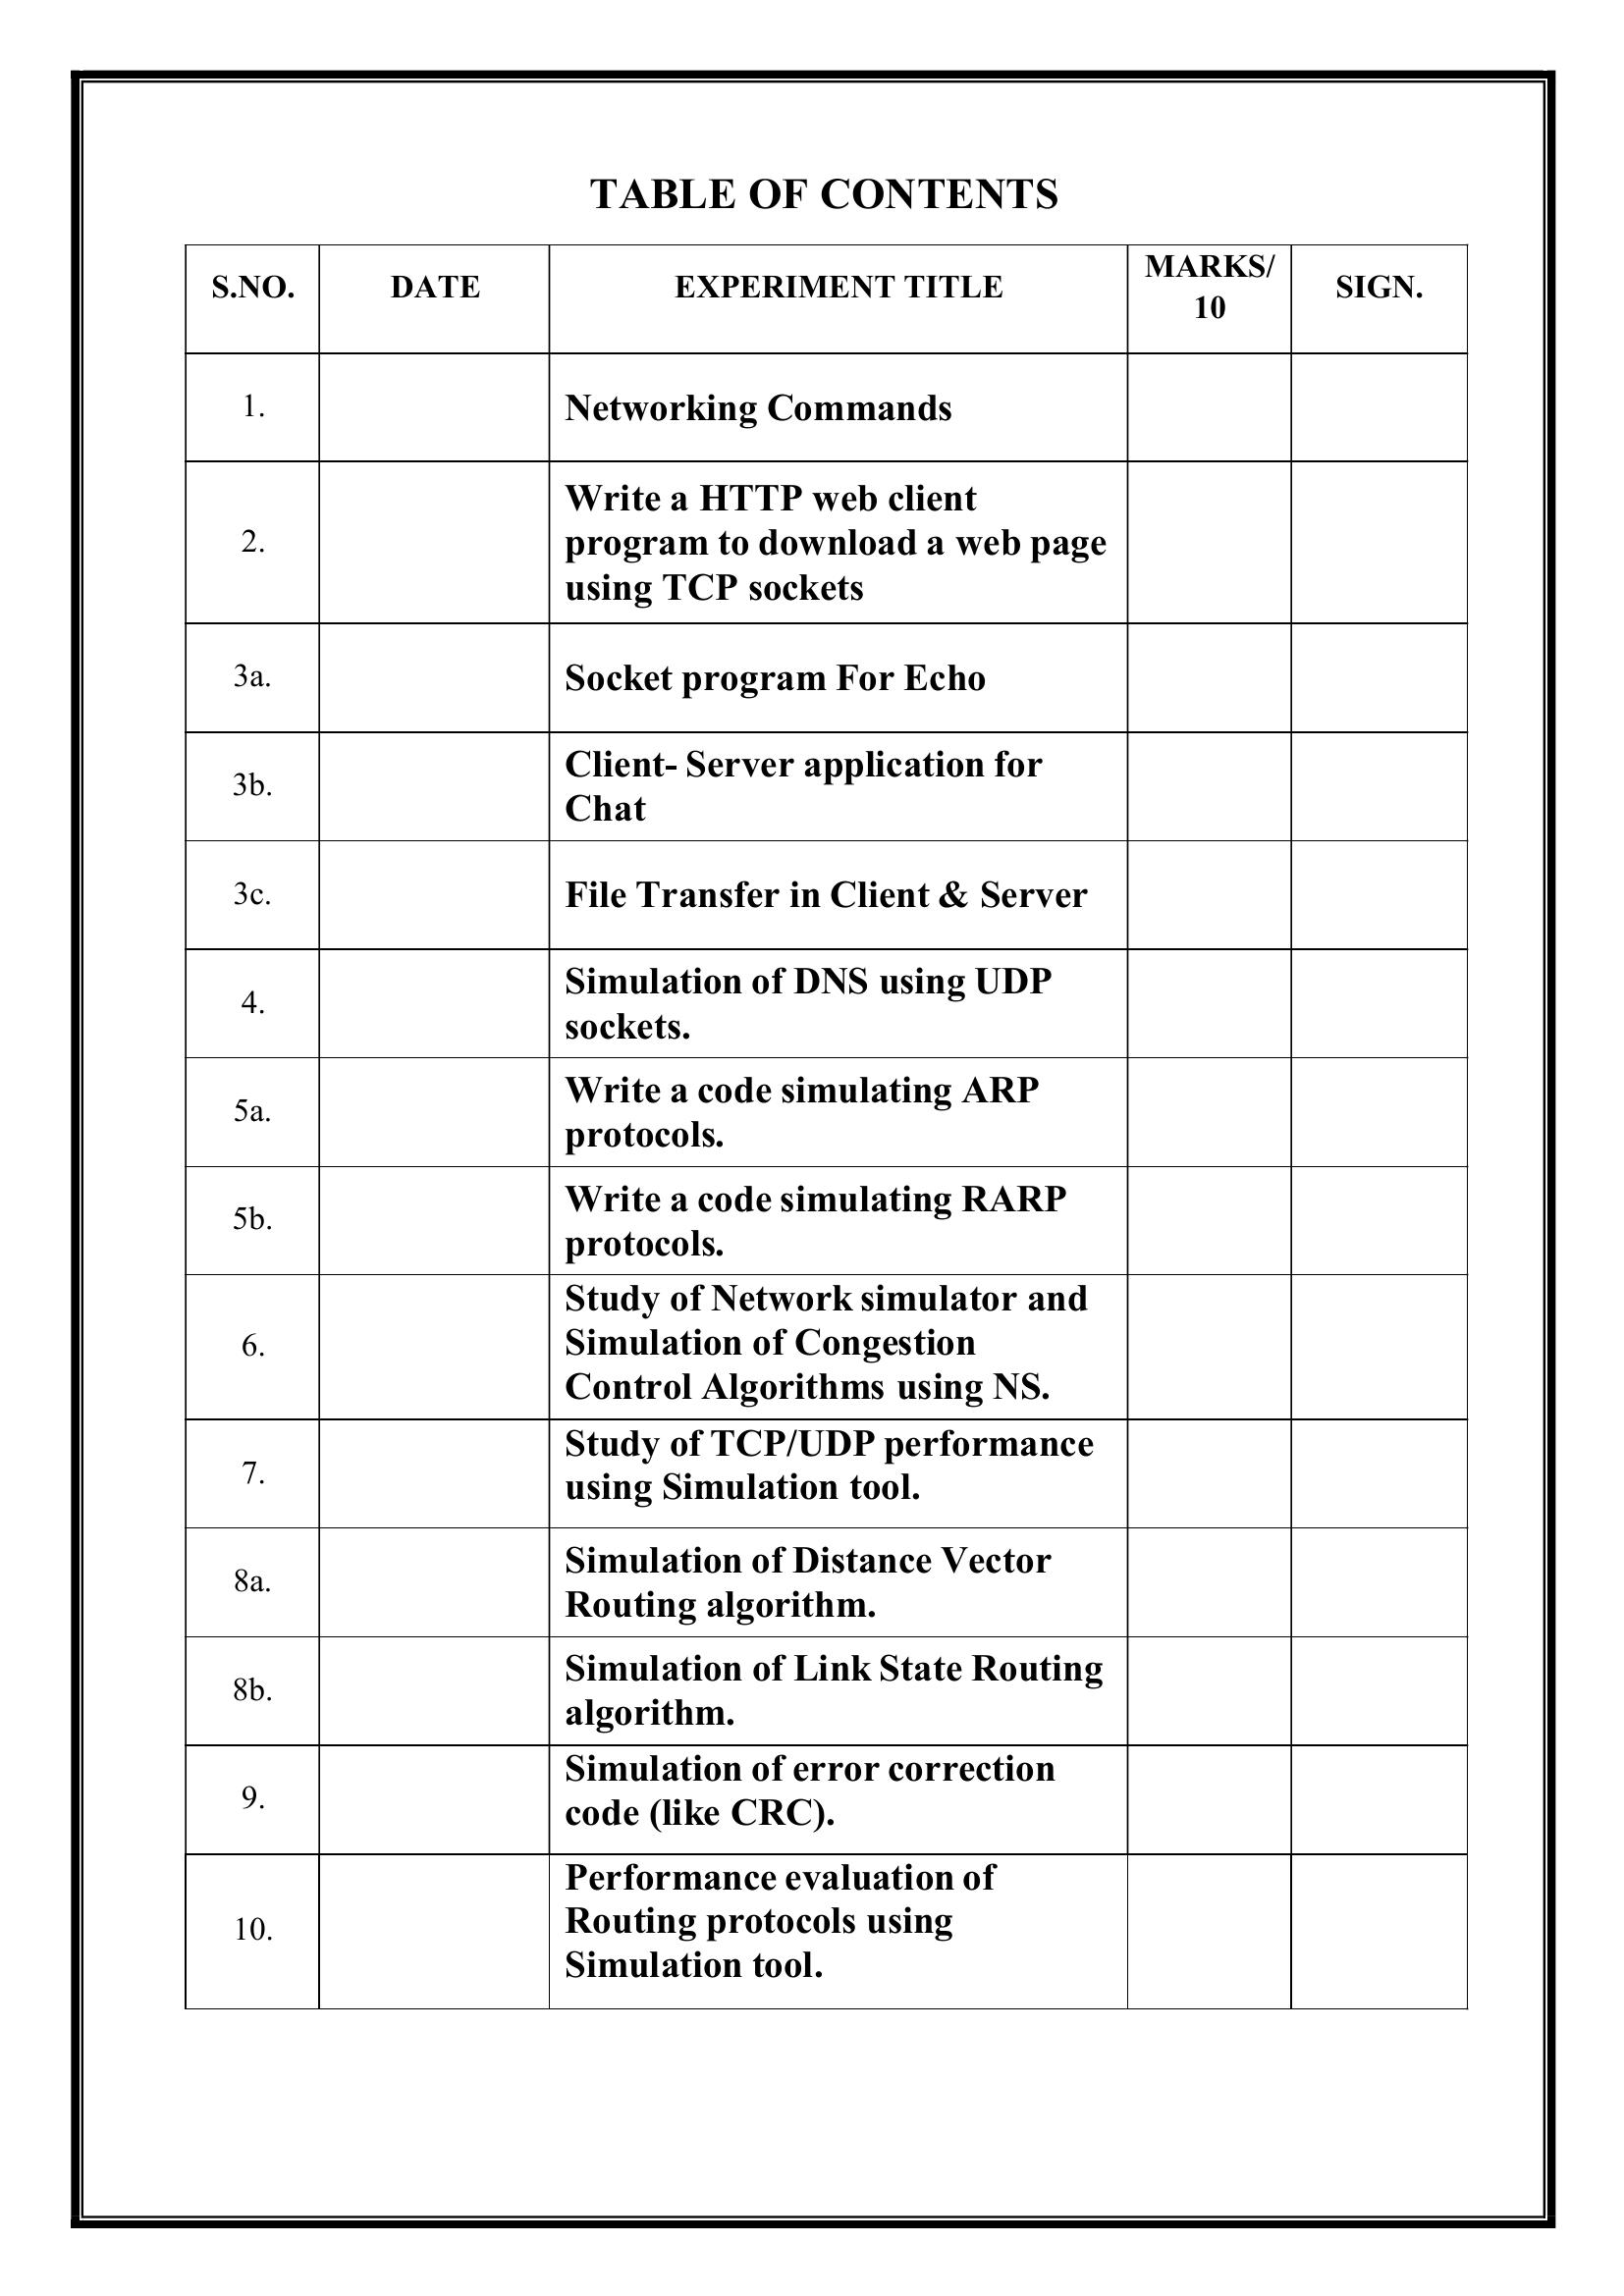 TABLE OF CONTENTS
S.NO. DATE EXPERIMENT TITLE MARKS/ 10 SIGN.
1. Networking Commands
2. Write a HTTP web client
program to download a web page
using TCP sockets
3a. Socket program For Echo
3b. Client- Server application for
Chat
3c. File Transfer in Client & Server
4. Simulation of DNS using UDP
sockets.
5a. Write a code simulating ARP
protocols.
5b. Write a code simulating RARP
protocols.
6. Study of Network simulator and
Simulation of Congestion
Control Algorithms using NS.
7. Study of TCP/UDP performance
using Simulation tool.
8a. Simulation of Distance Vector
Routing algorithm.
8b. Simulation of Link State Routing
algorithm.
9. Simulation of error correction
code (like CRC).
10. Performance evaluation of
Routing protocols using
Simulation tool.